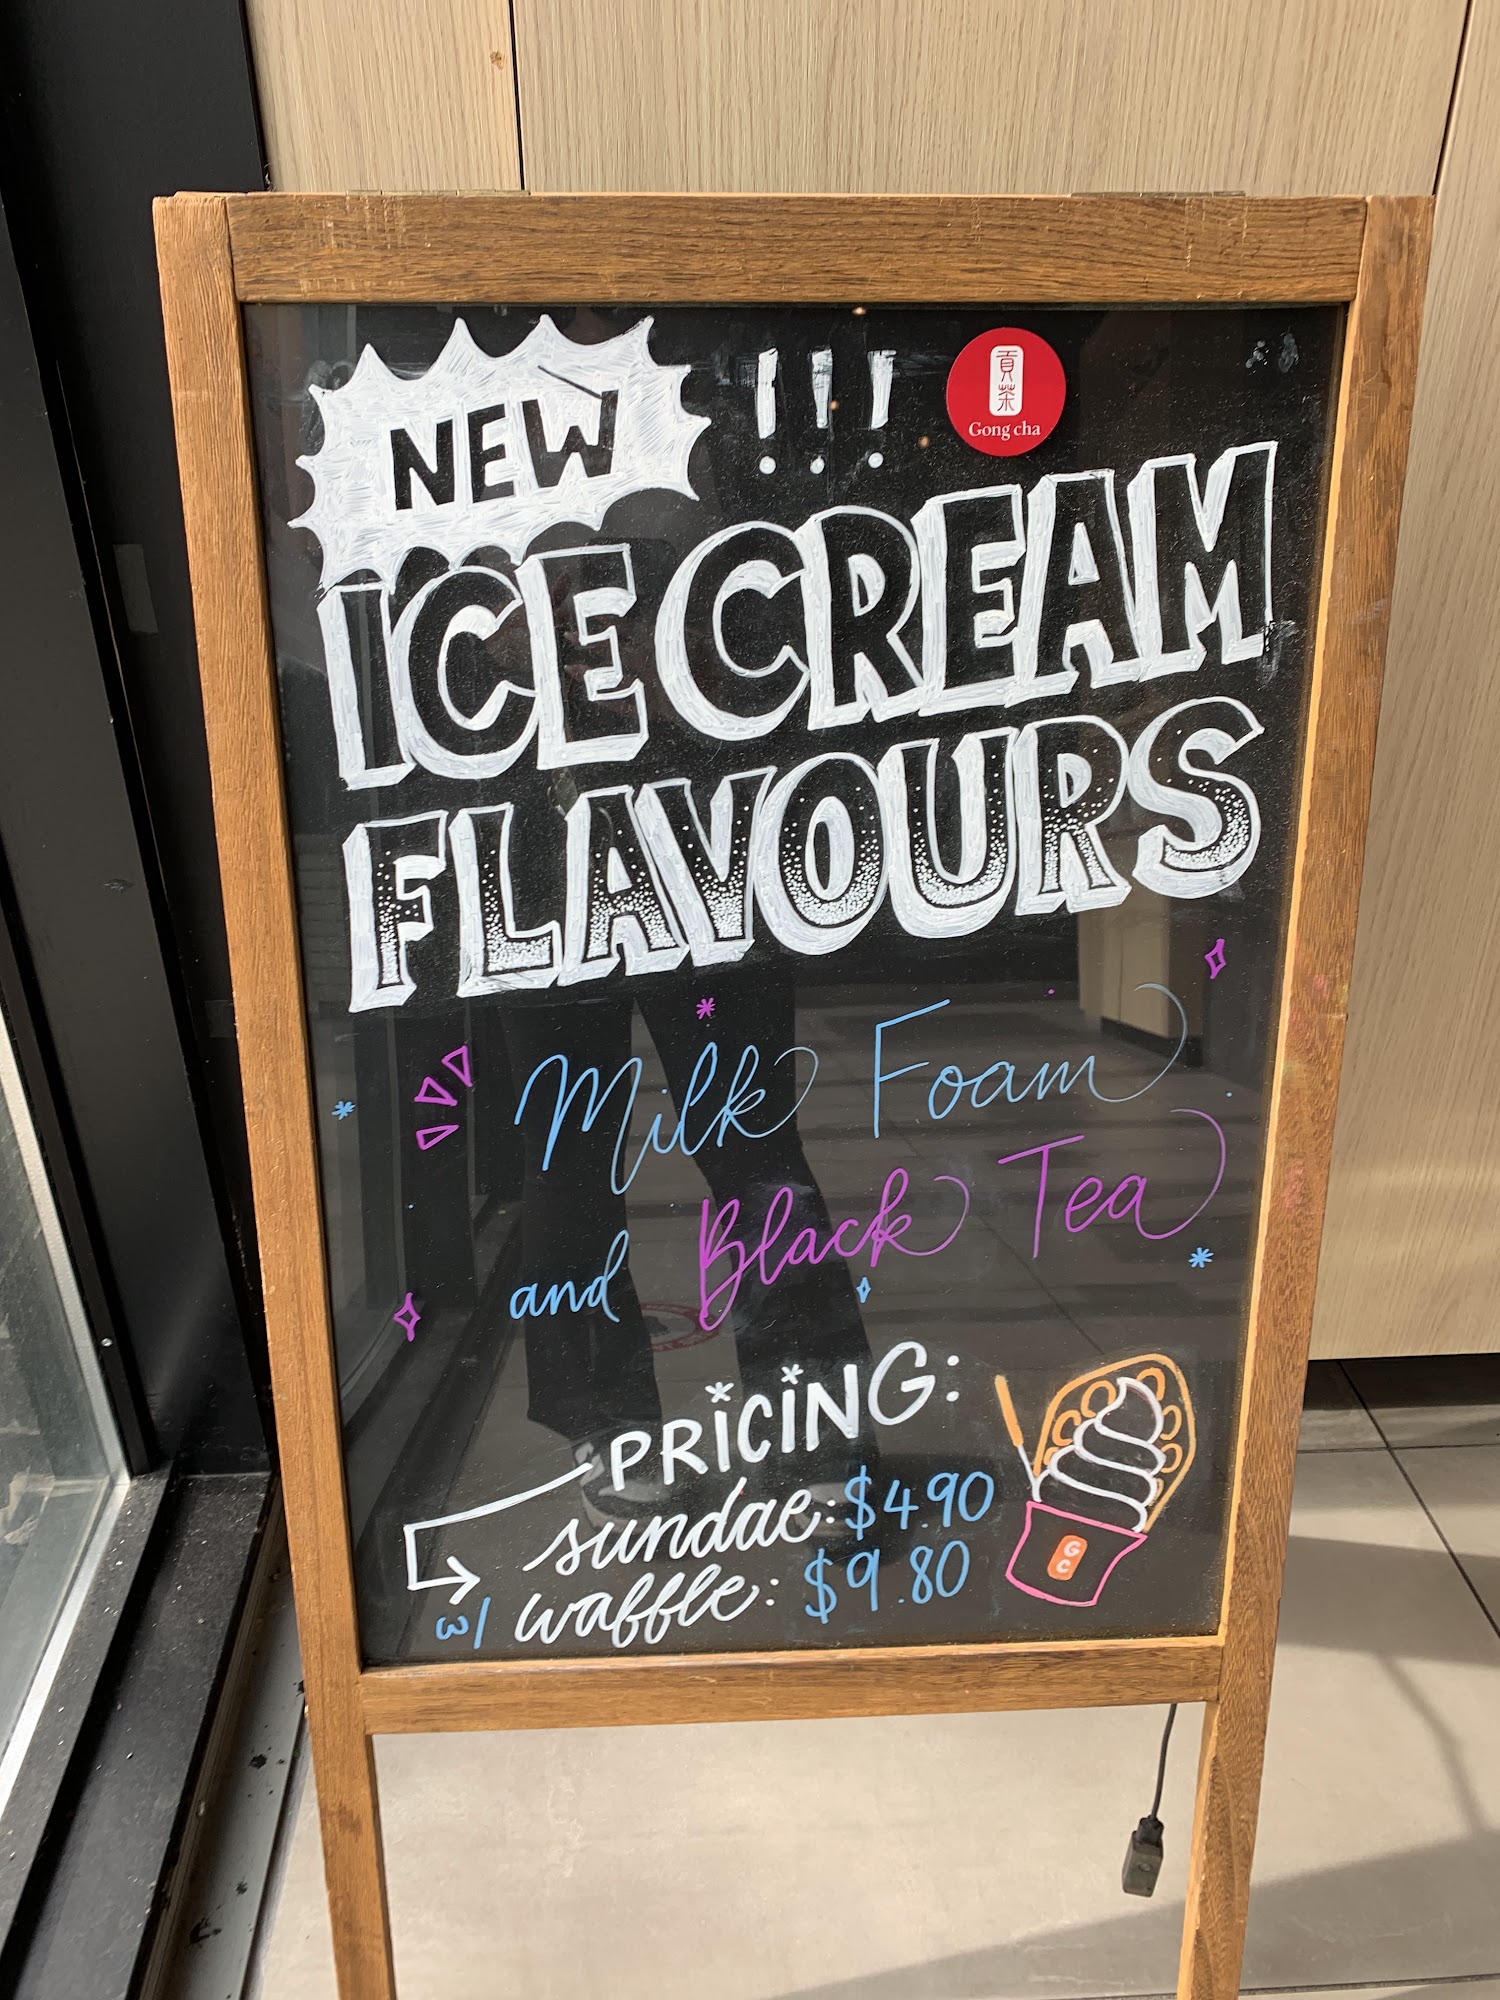 NEW !!!
貢茶
Gong cha
ICE CREAM
FLAVOURS
Milk Foam
and Black Tea
PRICING:
sundae: $4.90
w/ waffle: $9.80
GC